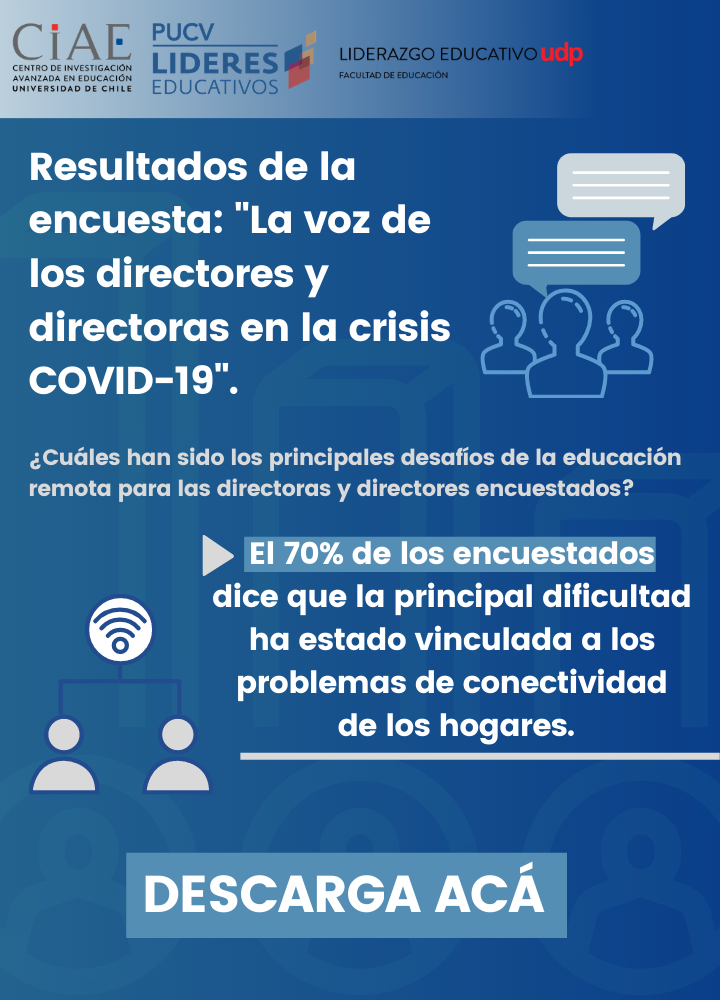 CIAE
CENTRO DE INVESTIGACIÓN
AVANZADA EN EDUCACIÓN
UNIVERSIDAD DE CHILE
PUCV
LIDERES
EDUCATIVOS
LIDERAZGO EDUCATIVO udp
FACULTAD DE EDUCACIÓN
Resultados de la
encuesta: "La voz de
los directores y
directoras en la crisis
COVID-19".
¿Cuáles han sido los principales desafíos de la educación
remota para las directoras y directores encuestados?
El 70% de los encuestados
dice que la principal dificultad
ha estado vinculada a los
problemas de conectividad
de los hogares.
DESCARGA ACÁ